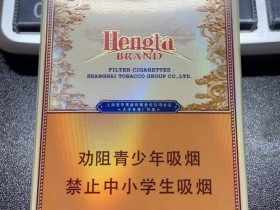 Hengta
BRAND
FILTER CIGARETTES
SHANGHAI TOBACCO GROUP CO.,LTD.
劝阻青少年吸烟
禁止中小学生吸烟